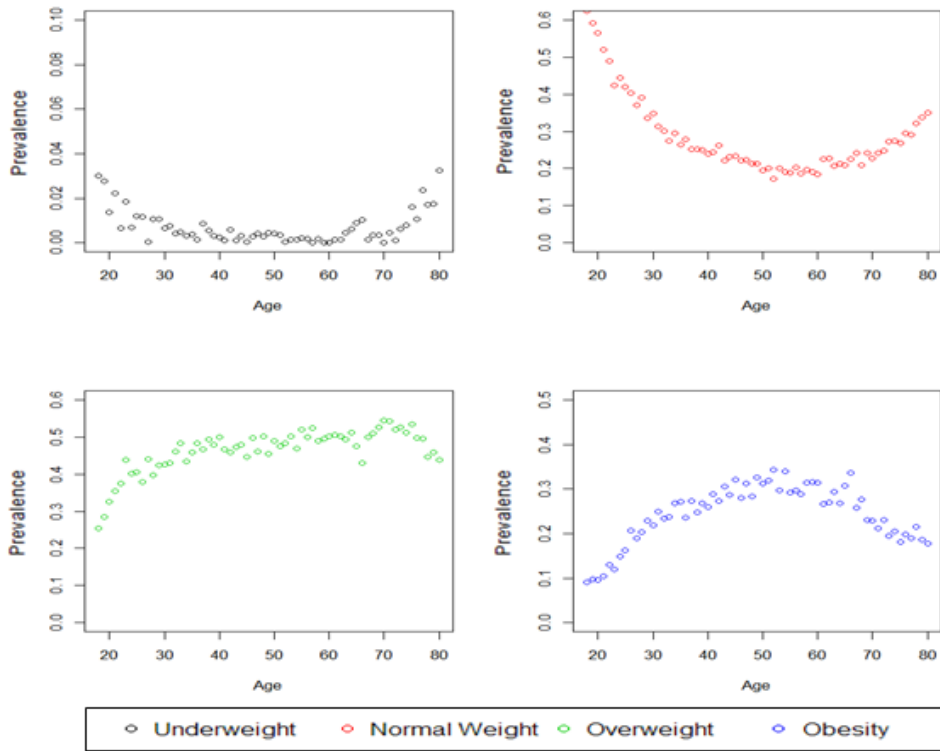 Prevalence
0.00 0.02 0.04 0.06 0.08 0.10
20 30 40 50 60 70 80
Age
Prevalence
0.0 0.1 0.2 0.3 0.4 0.5 0.6
20 30 40 50 60 70 80
Age
Prevalence
0.0 0.1 0.2 0.3 0.4 0.5 0.6
20 30 40 50 60 70 80
Age
Prevalence
0.0 0.1 0.2 0.3 0.4 0.5
20 30 40 50 60 70 80
Age
Underweight Normal Weight Overweight Obesity